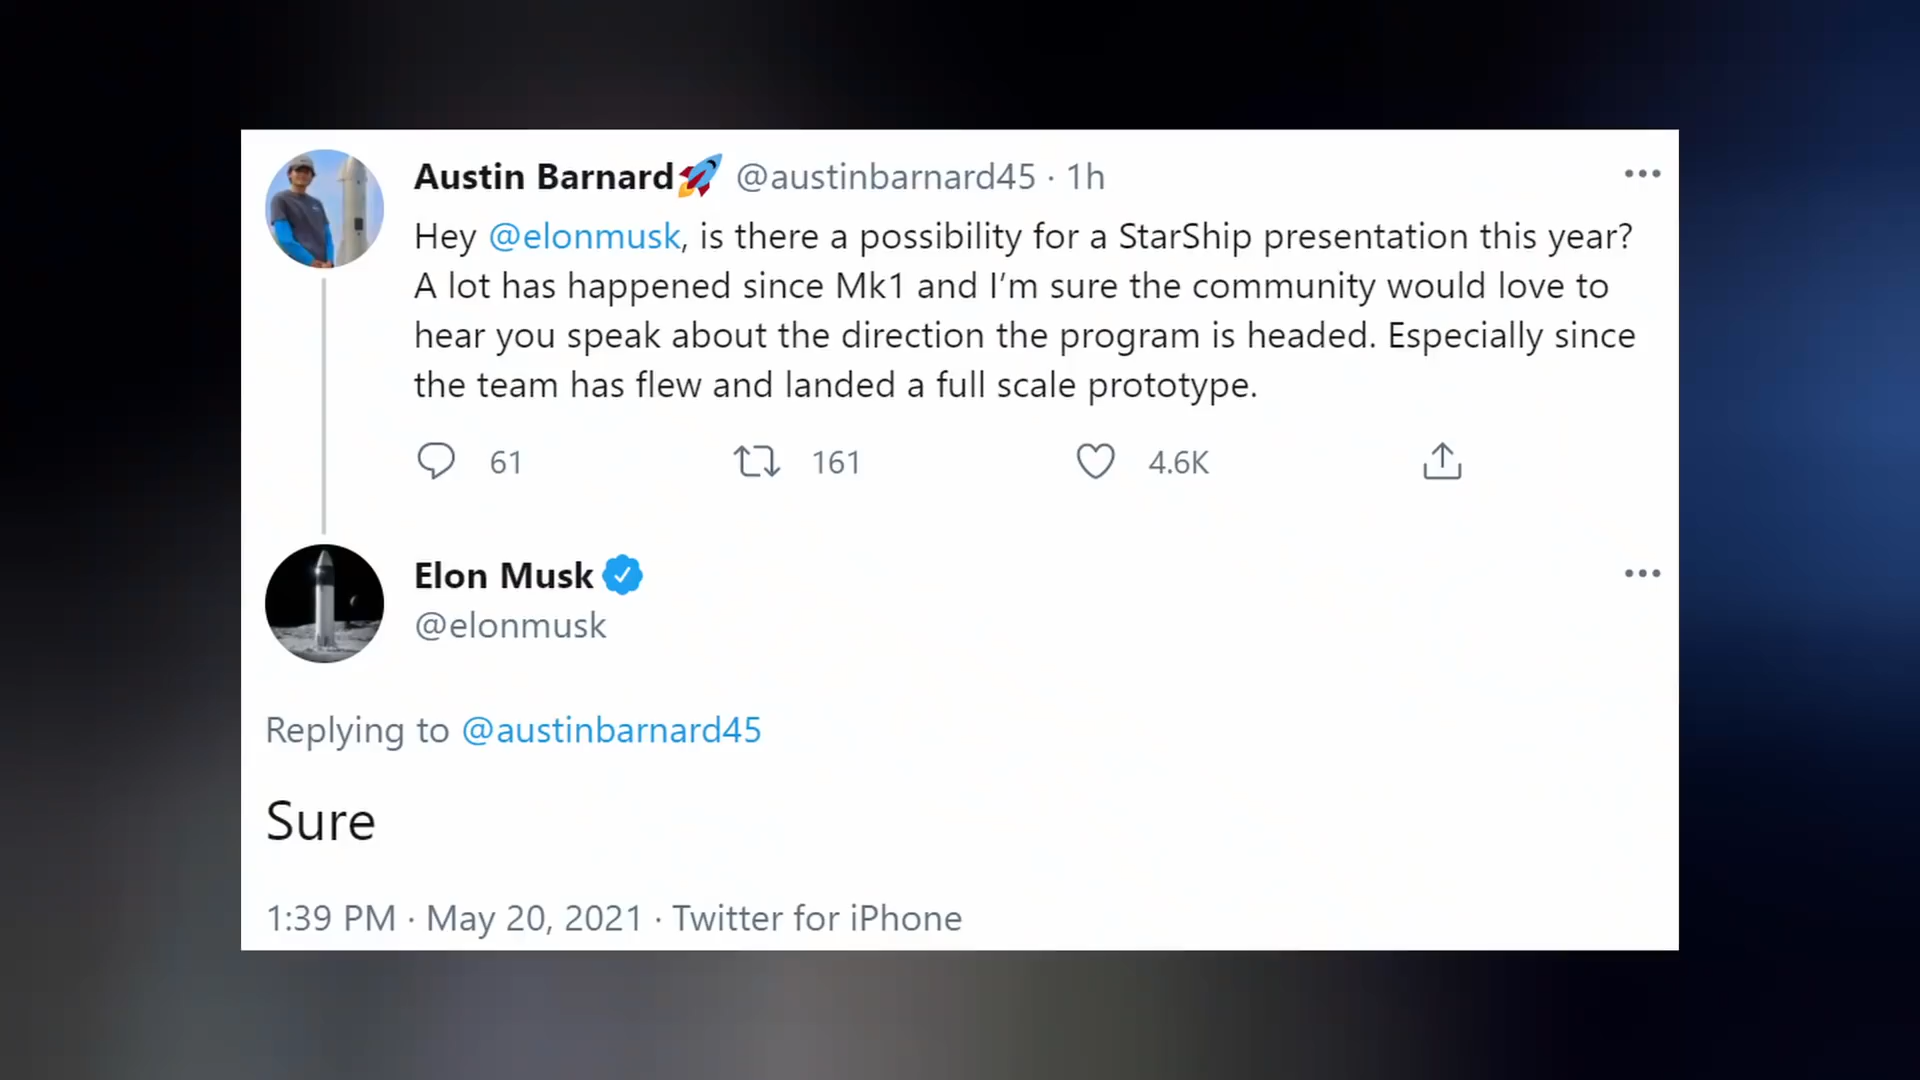 Austin Barnard🚀 @austinbarnard45 · 1h
Hey @elonmusk, is there a possibility for a StarShip presentation this year?
A lot has happened since Mk1 and I’m sure the community would love to
hear you speak about the direction the program is headed. Especially since
the team has flew and landed a full scale prototype.
61 161 4.6K
Elon Musk
@elonmusk
Replying to @austinbarnard45
Sure
1:39 PM · May 20, 2021 · Twitter for iPhone